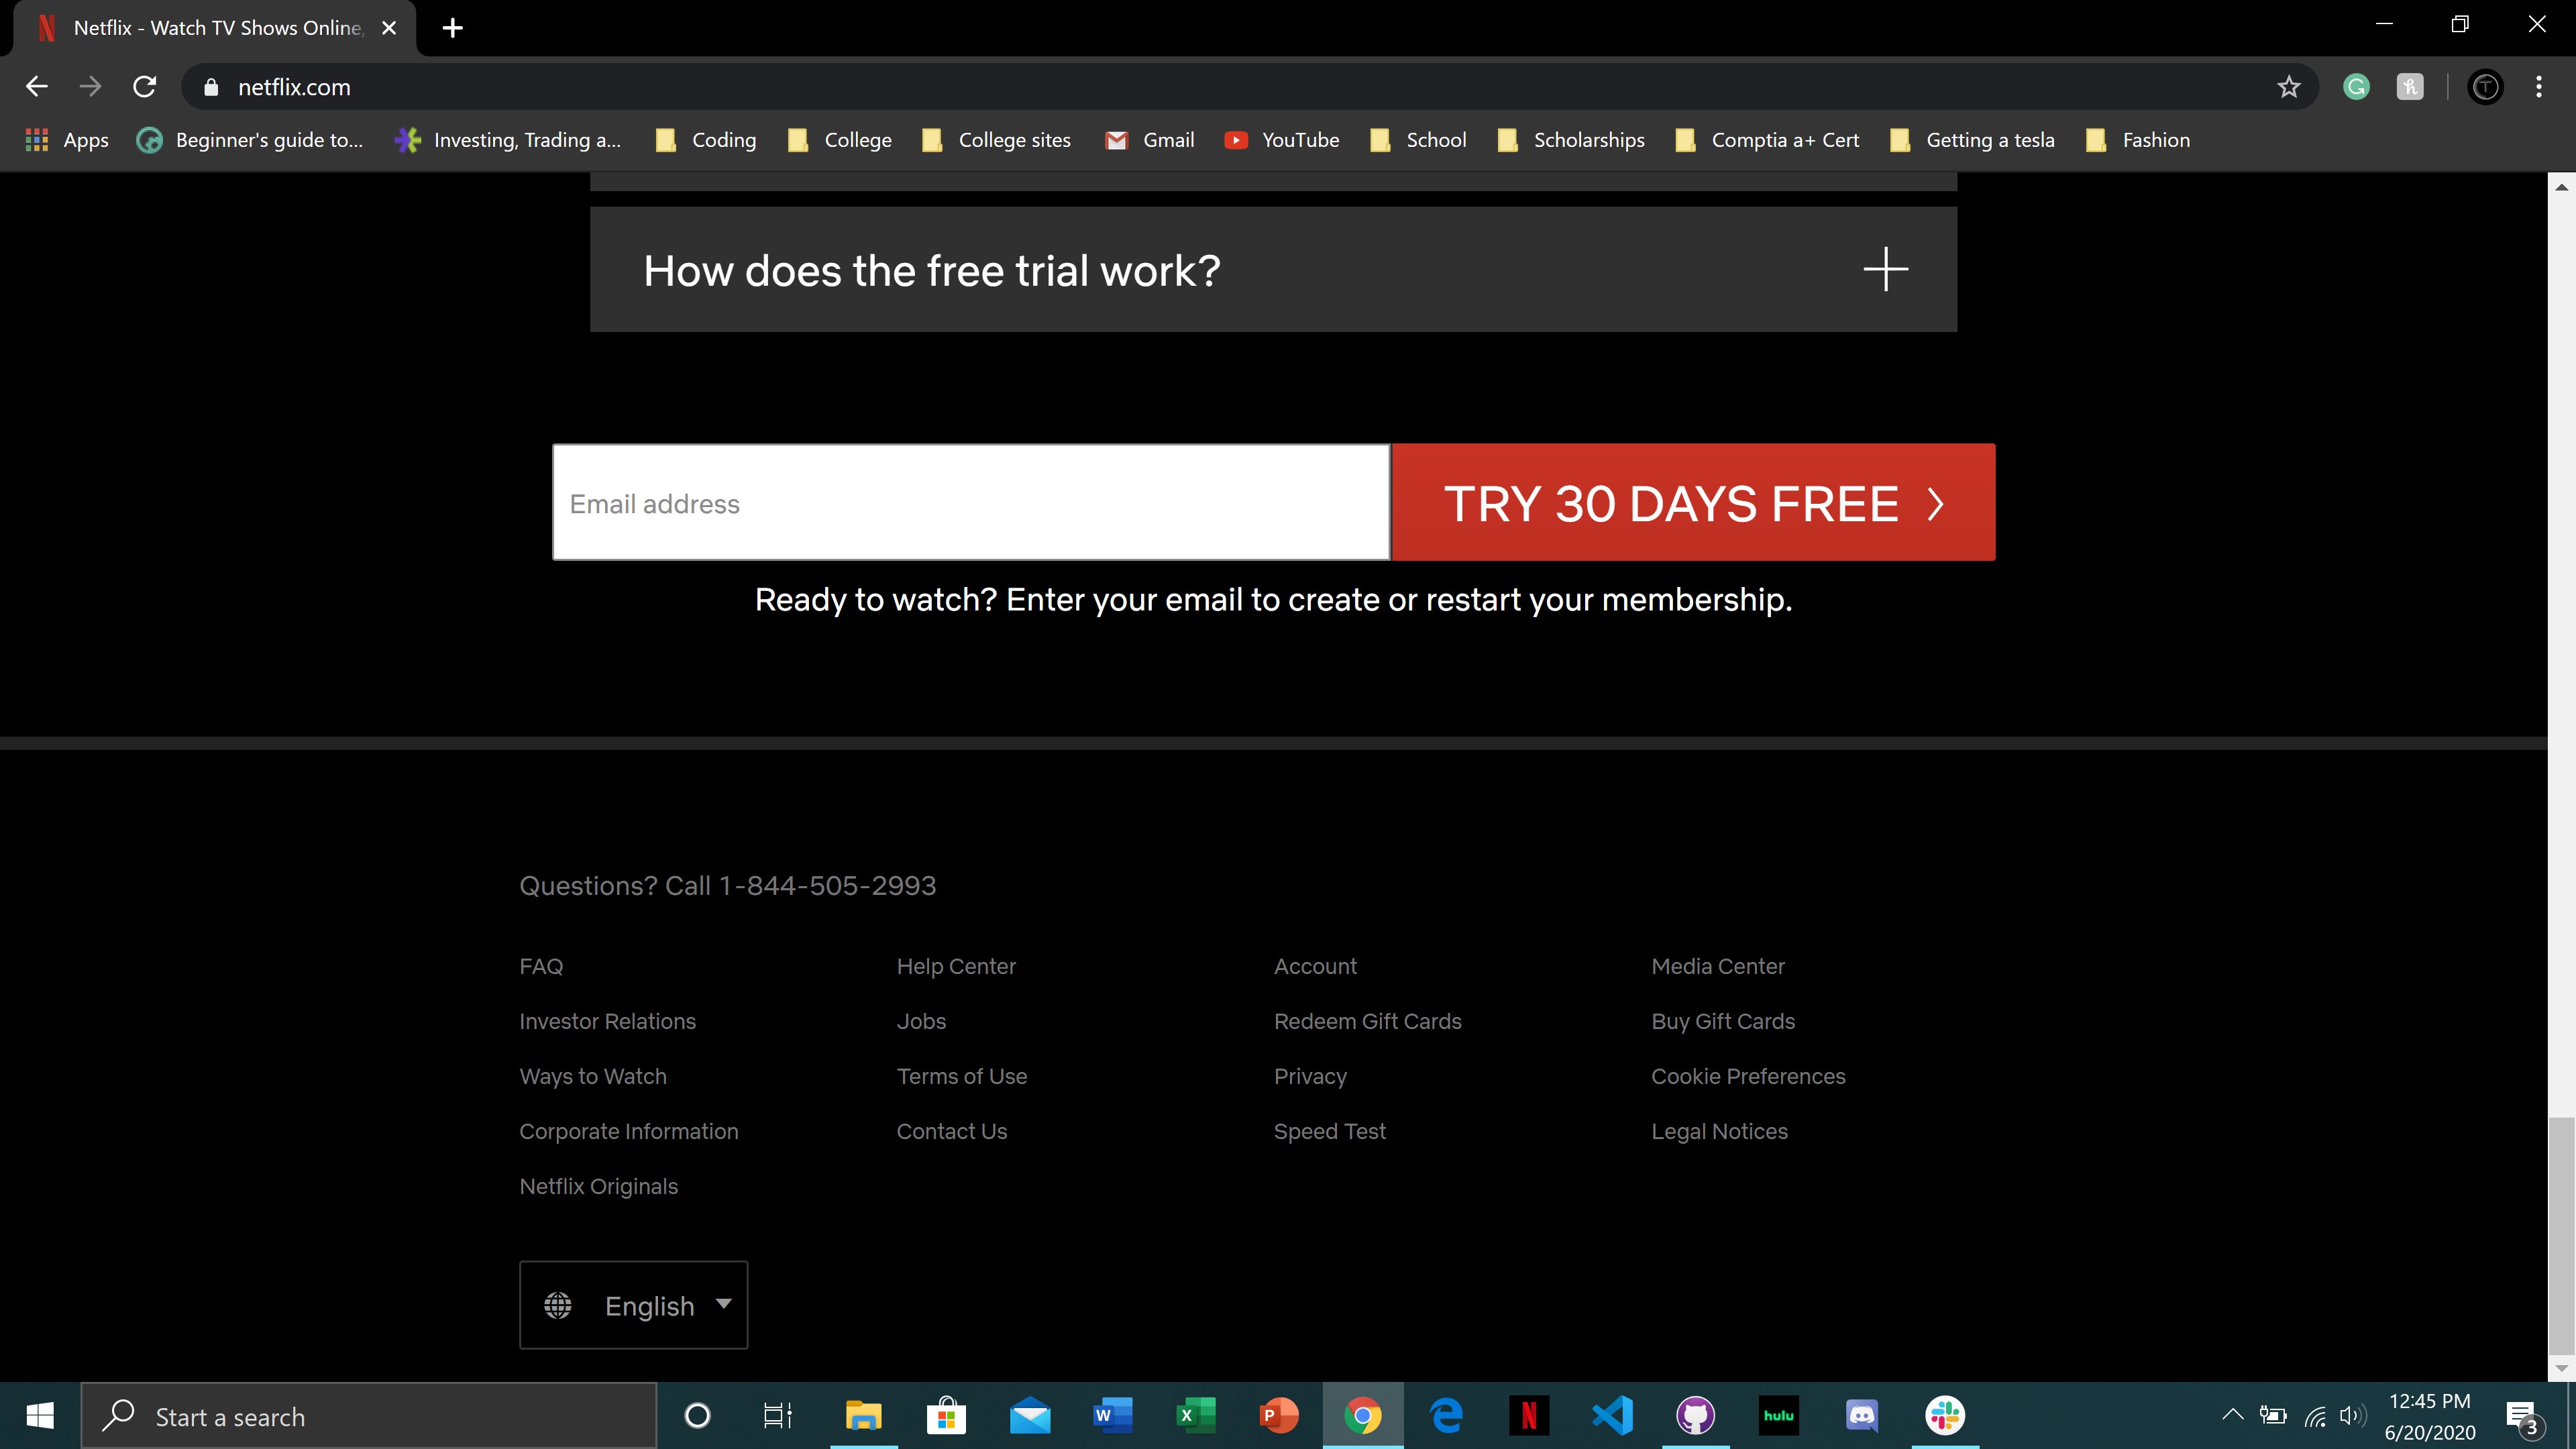 Netflix - Watch TV Shows Online,
netflix.com
Apps Beginner's guide to... Investing, Trading a... Coding College College sites Gmail YouTube School Scholarships Comptia a+ Cert Getting a tesla Fashion
How does the free trial work?
Email address TRY 30 DAYS FREE
Ready to watch? Enter your email to create or restart your membership.
Questions? Call 1-844-505-2993
FAQ Help Center Account Media Center
Investor Relations Jobs Redeem Gift Cards Buy Gift Cards
Ways to Watch Terms of Use Privacy Cookie Preferences
Corporate Information Contact Us Speed Test Legal Notices
Netflix Originals
English
Start a search hulu 12:45 PM
6/20/2020 3